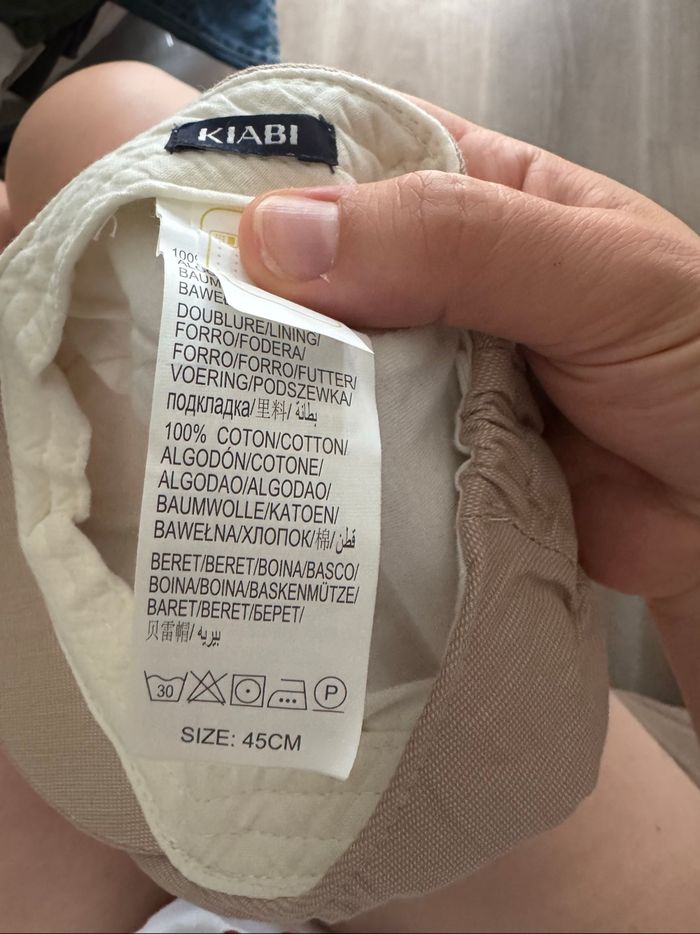 KIABI
100%
BAUM
BAWE
DOUBLURE/LINING/
FORRO/FODERA/
FORRO/FORRO/FUTTER/
VOERING/PODSZEWKA/
подкладка/里料/بطانة/
100% COTON/COTTON/
ALGODÓN/COTONE/
ALGODAO/ALGODAO/
BAUMWOLLE/KATOEN/
BAWEŁNA/ХЛОПОК/棉/قطن/
BERET/BERET/BOINA/BASCO/
BOINA/BOINA/BASKENMÜTZE/
BARET/BERET/БЕРЕТ/
贝雷帽/بيريه/
30 P
SIZE: 45CM